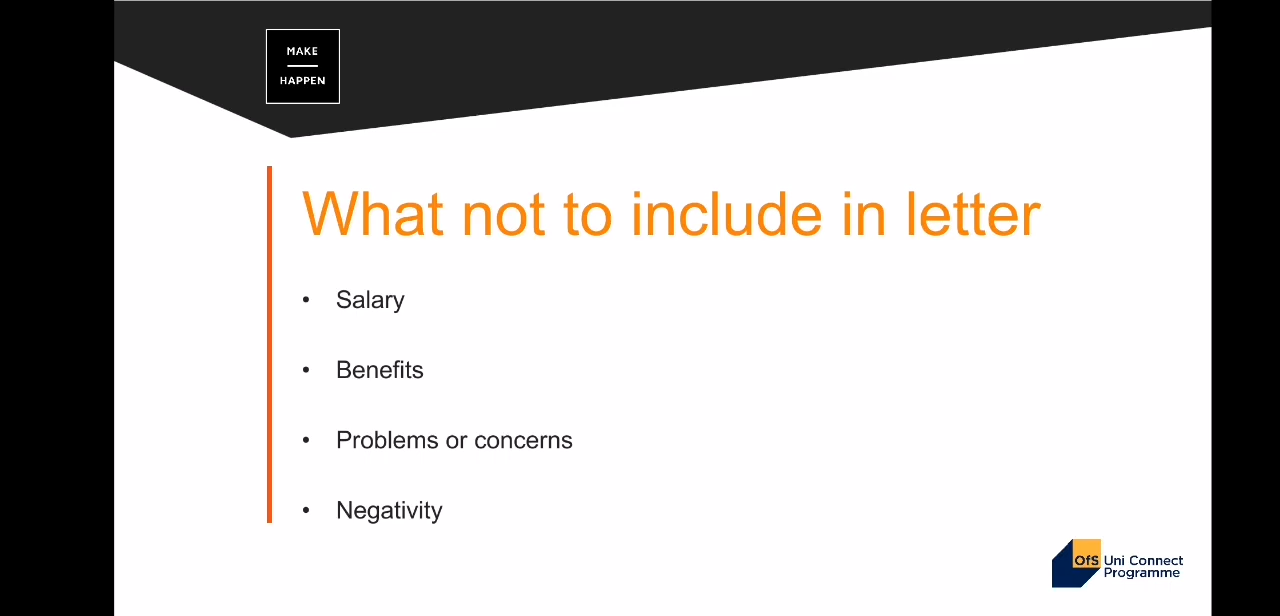 MAKE
HAPPEN
What not to include in letter
• Salary
• Benefits
• Problems or concerns
• Negativity
OfS Uni Connect
Programme